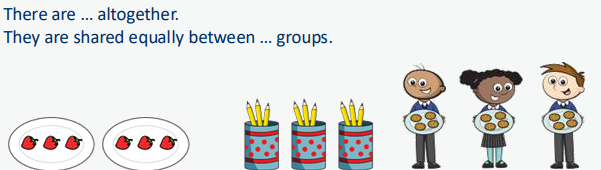 There are ... altogether.
They are shared equally between ... groups.